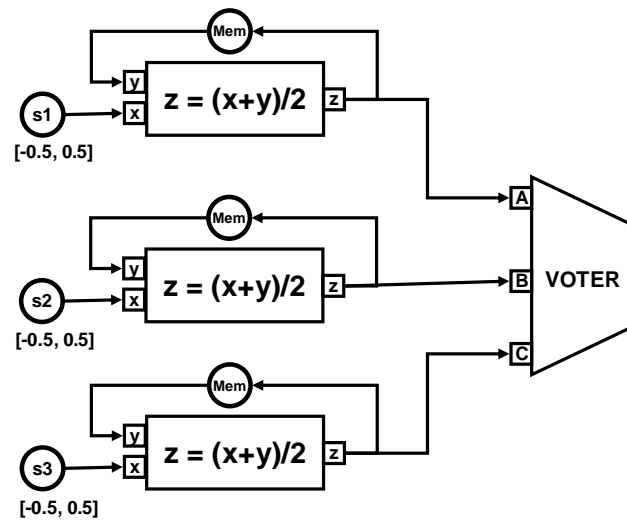 Mem
y
z = (x+y)/2
z
s1
x
[-0.5, 0.5]
A
Mem
y
z = (x+y)/2
z
B
VOTER
s2
x
[-0.5, 0.5]
C
Mem
y
z = (x+y)/2
z
s3
x
[-0.5, 0.5]